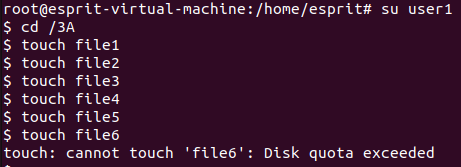 root@esprit-virtual-machine:/home/esprit# su user1
$ cd /3A
$ touch file1
$ touch file2
$ touch file3
$ touch file4
$ touch file5
$ touch file6
touch: cannot touch 'file6': Disk quota exceeded